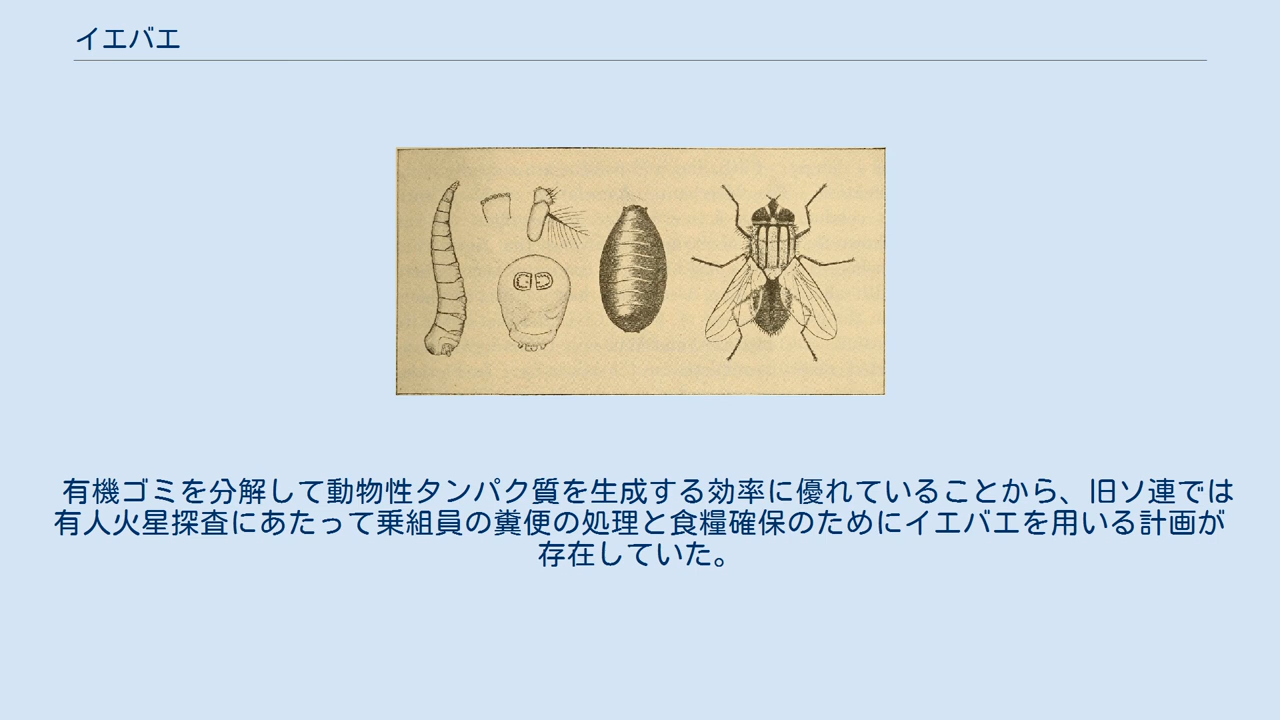 イエバエ
有機ゴミを分解して動物性タンパク質を生成する効率に優れていることから、旧ソ連では
有人火星探査にあたって乗組員の糞便の処理と食糧確保のためにイエバエを用いる計画が
存在していた。